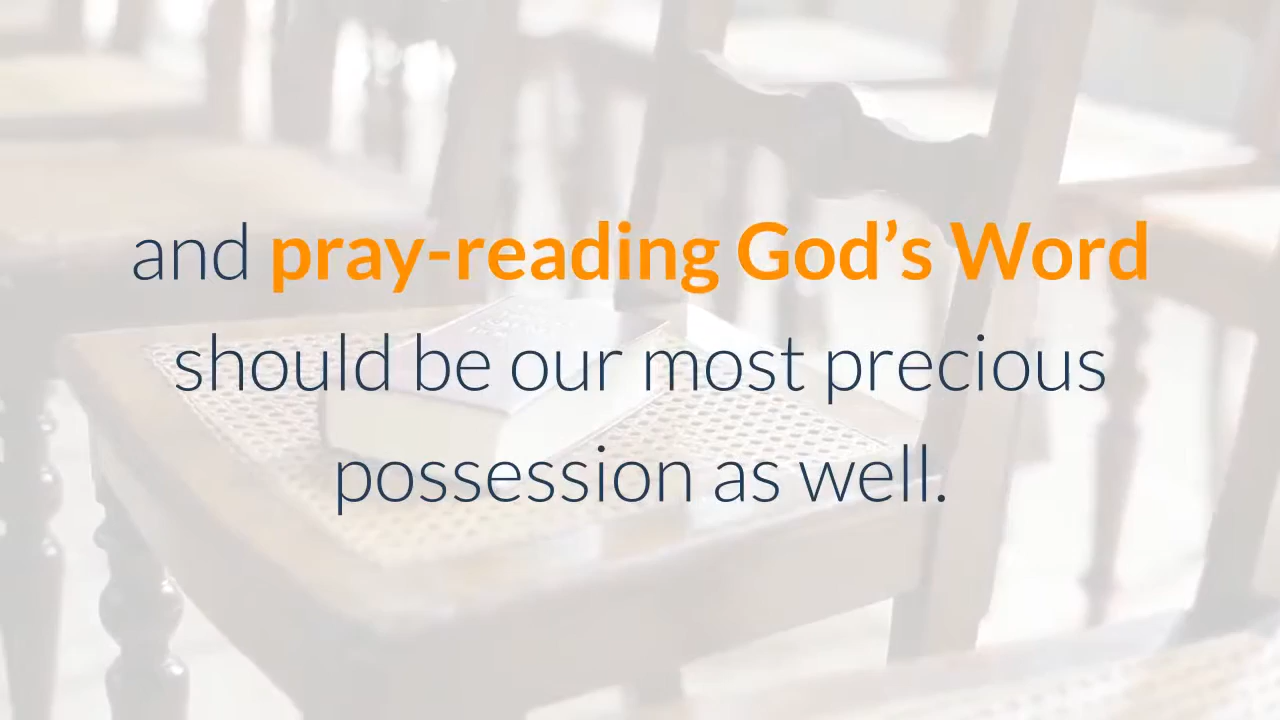 and pray-reading God’s Word
should be our most precious
possession as well.